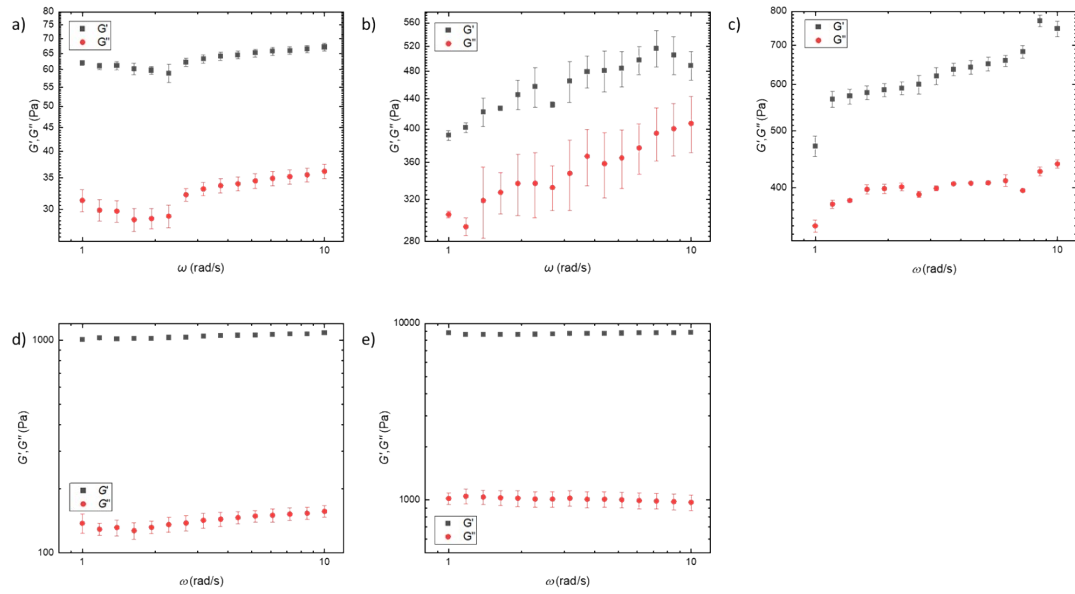 a)
G'
G''
80
75
70
65
60
55
50
45
40
35
30
G',G'' (Pa)
1
10
ω (rad/s)
b)
G'
G''
560
520
480
440
400
360
320
280
G',G'' (Pa)
1
10
ω (rad/s)
c)
G'
G''
800
700
600
500
400
G',G'' (Pa)
1
10
ω (rad/s)
d)
1000
100
G',G'' (Pa)
G'
G''
1
10
ω (rad/s)
e)
10000
1000
G',G'' (Pa)
G'
G''
1
10
ω (rad/s)